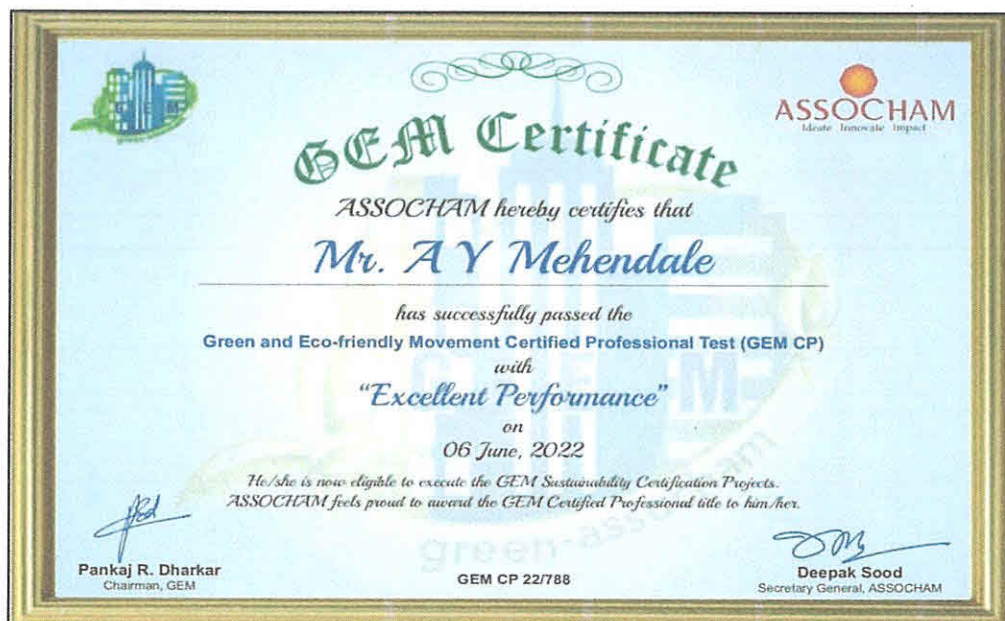 GEM
green
ASSOCHAM
Ideate Innovate Impact
GEM Certificate
ASSOCHAM hereby certifies that
Mr. A Y Mehendale
has successfully passed the
Green and Eco-friendly Movement Certified Professional Test (GEM CP)
with
"Excellent Performance"
on
06 June, 2022
He/she is now eligible to execute the GEM Sustainability Certification Projects.
ASSOCHAM feels proud to award the GEM Certified Professional title to him/her.
Pankaj R. Dharkar
Chairman, GEM
GEM CP 22/788
Deepak Sood
Secretary General, ASSOCHAM